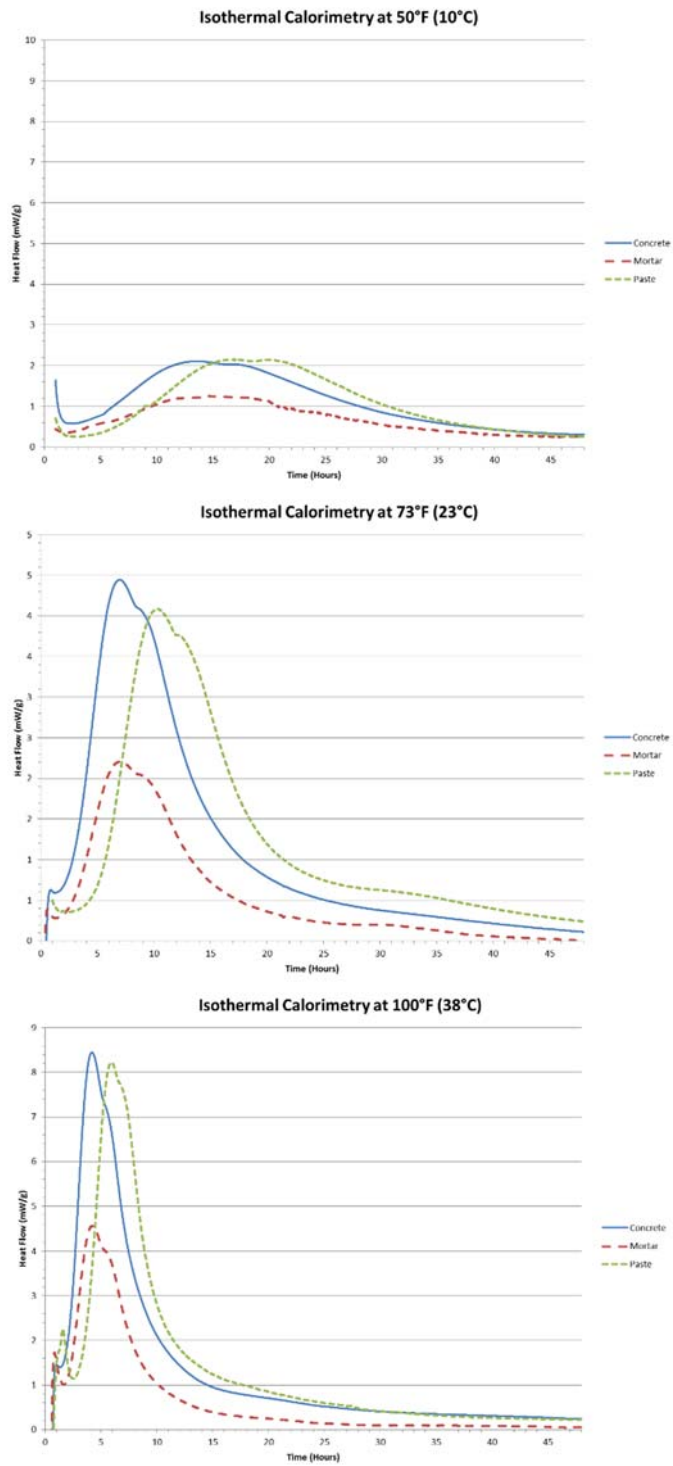 Isothermal Calorimetry at 50°F (10°C)
10
9
8
7
6
5
4
3
2
1
0
Heat Flow (mW/g)
0 5 10 15 20 25 30 35 40 45
Time (Hours)
Concrete
Mortar
Paste
Isothermal Calorimetry at 73°F (23°C)
5
5
4
4
3
3
2
2
1
1
0
Heat Flow (mW/g)
0 5 10 15 20 25 30 35 40 45
Time (Hours)
Concrete
Mortar
Paste
Isothermal Calorimetry at 100°F (38°C)
9
8
7
6
5
4
3
2
1
0
Heat Flow (mW/g)
0 5 10 15 20 25 30 35 40 45
Time (Hours)
Concrete
Mortar
Paste